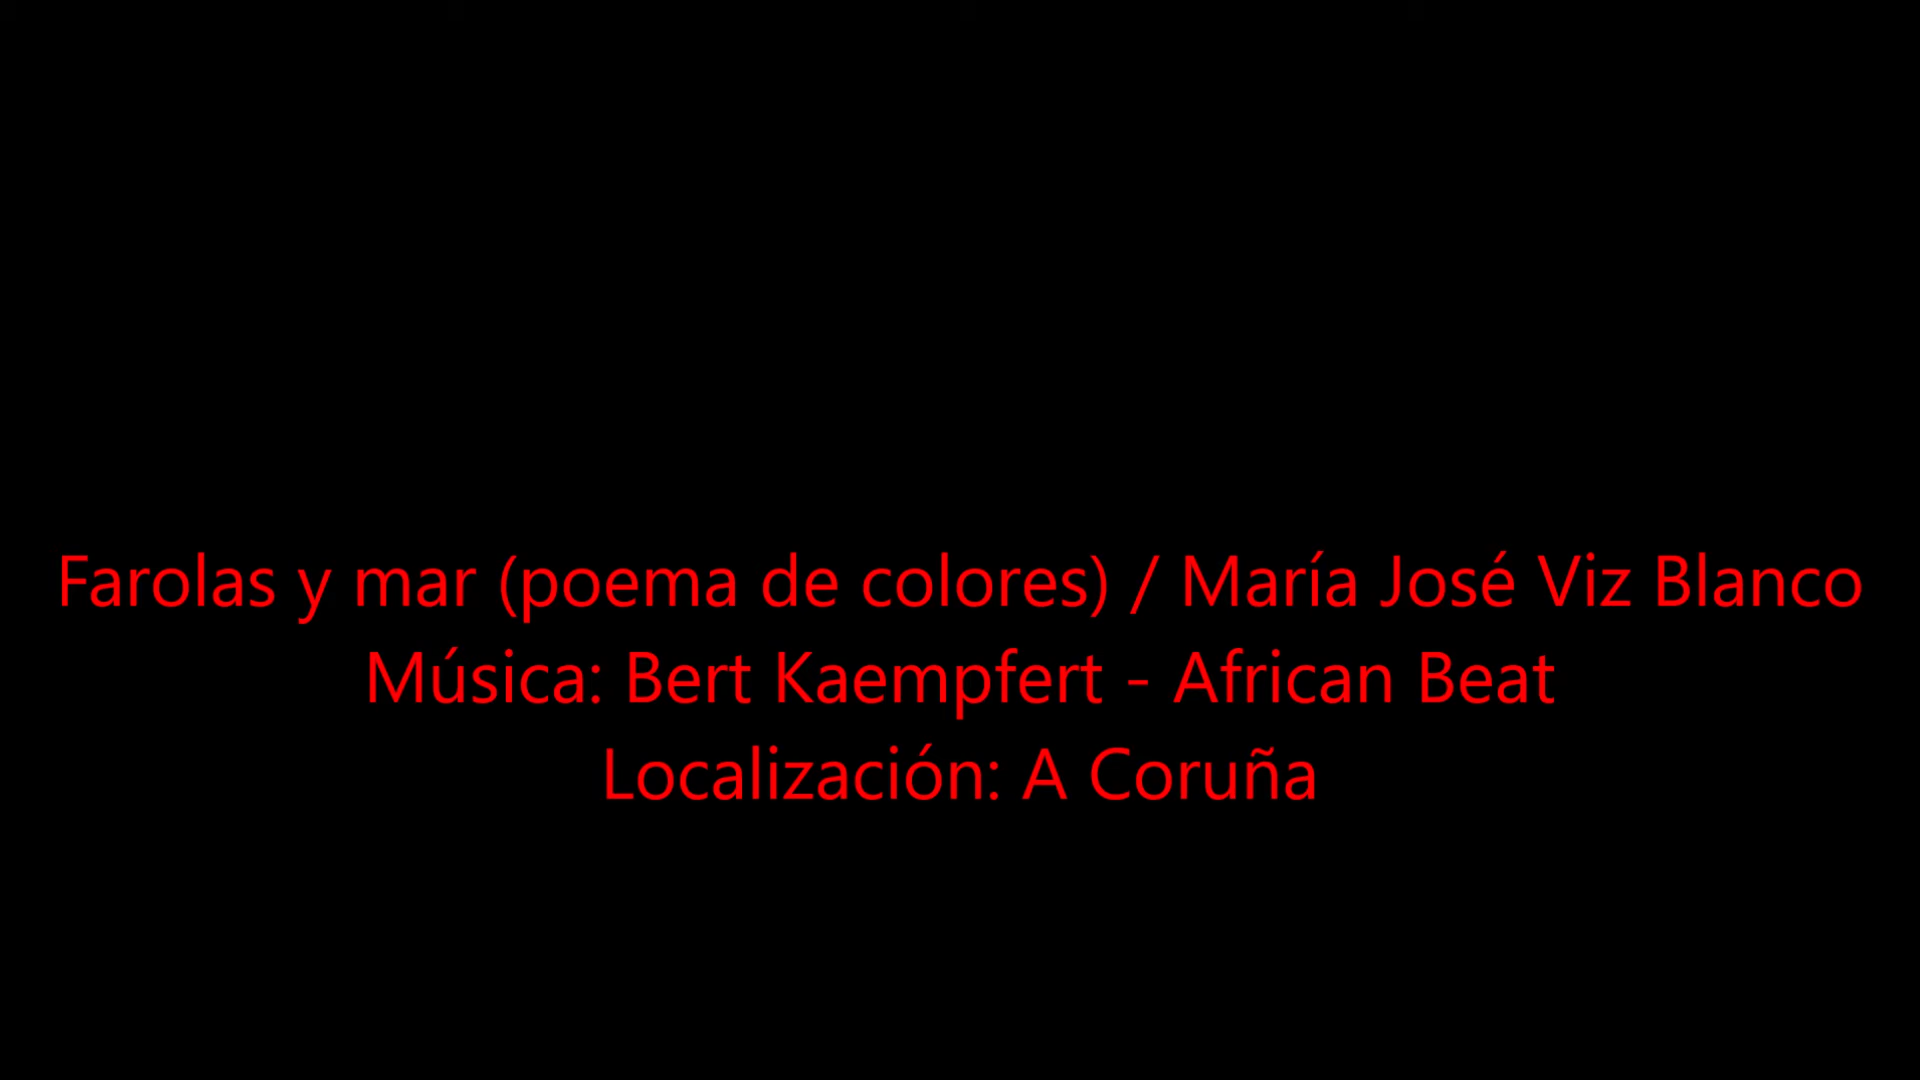 Farolas y mar (poema de colores) / María José Viz Blanco
Música: Bert Kaempfert - African Beat
Localización: A Coruña